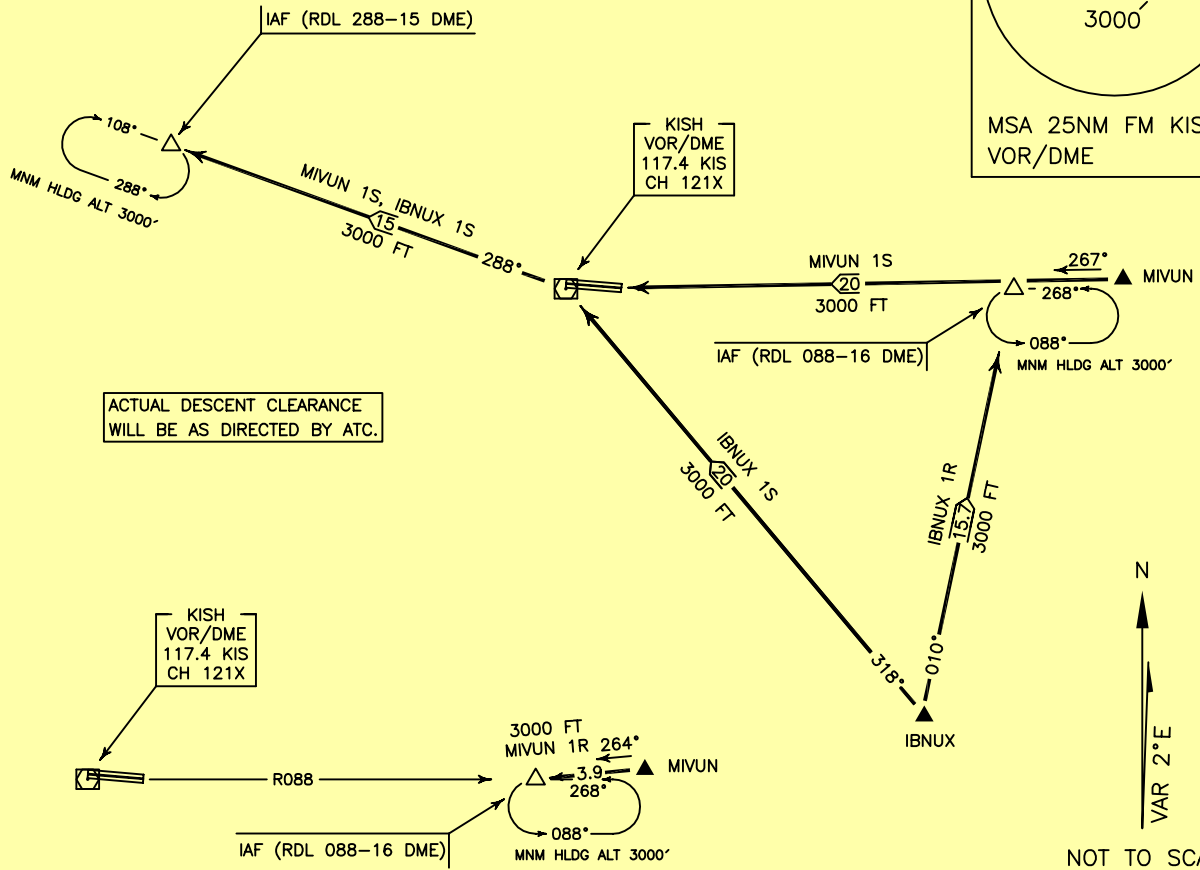 IAF (RDL 288–15 DME)
3000′
MSA 25NM FM KIS
VOR/DME
108°
288°
MNM HLDG ALT 3000′
MIVUN 1S, IBNUX 1S
15
3000 FT
288°
KISH
VOR/DME
117.4 KIS
CH 121X
MIVUN 1S
20
3000 FT
267°
MIVUN
268°
088°
MNM HLDG ALT 3000′
IAF (RDL 088–16 DME)
ACTUAL DESCENT CLEARANCE
WILL BE AS DIRECTED BY ATC.
IBNUX 1S
20
3000 FT
318°
IBNUX 1R
15.7
3000 FT
010°
IBNUX
N
VAR 2°E
KISH
VOR/DME
117.4 KIS
CH 121X
R088
3000 FT
MIVUN 1R 264°
3.9
MIVUN
268°
088°
MNM HLDG ALT 3000′
IAF (RDL 088–16 DME)
NOT TO SCA